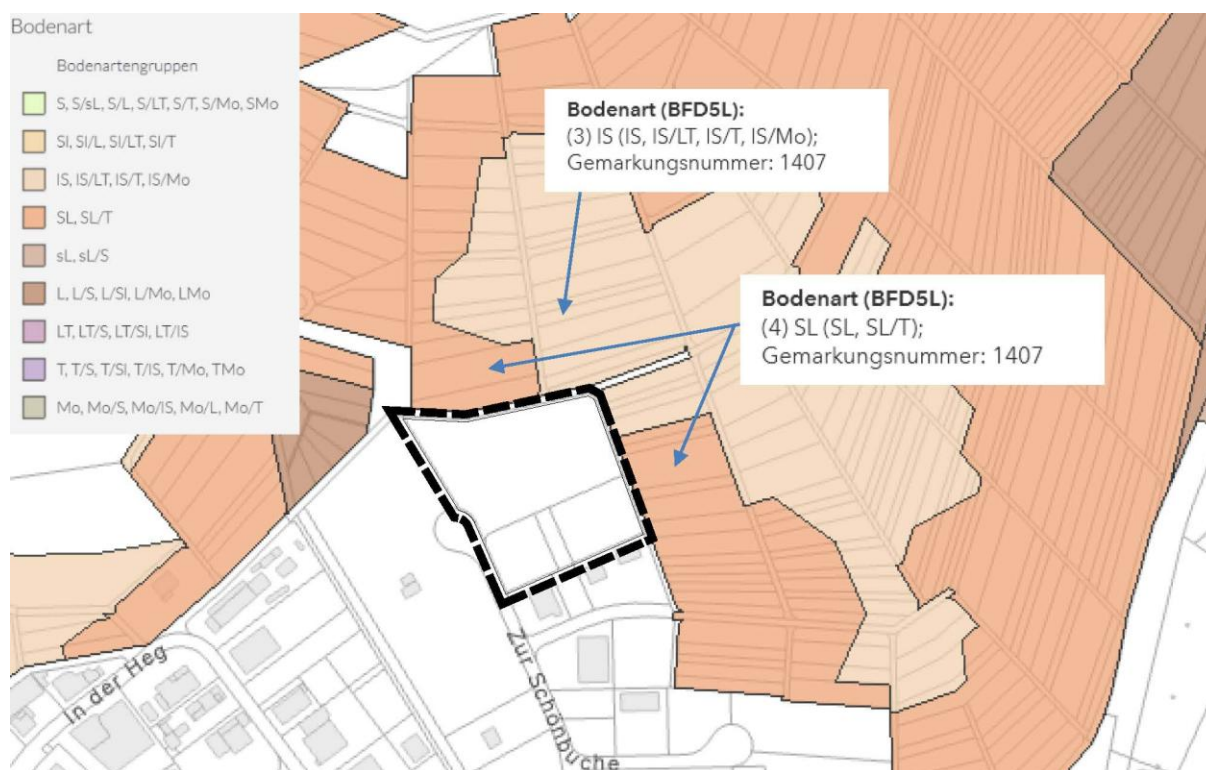 Bodenart
Bodenartengruppen
S, S/sL, S/L, S/LT, S/T, S/Mo, SMo
Sl, Sl/L, Sl/LT, Sl/T
lS, lS/LT, lS/T, lS/Mo
SL, SL/T
sL, sL/S
L, L/S, L/Sl, L/Mo, LMo
LT, LT/S, LT/Sl, LT/lS
T, T/S, T/Sl, T/lS, T/Mo, TMo
Mo, Mo/S, Mo/lS, Mo/L, Mo/T
Bodenart (BFD5L):
(3) lS (lS, lS/LT, lS/T, lS/Mo);
Gemarkungsnummer: 1407
Bodenart (BFD5L):
(4) SL (SL, SL/T);
Gemarkungsnummer: 1407
In der Heg
Zur Schönbuche